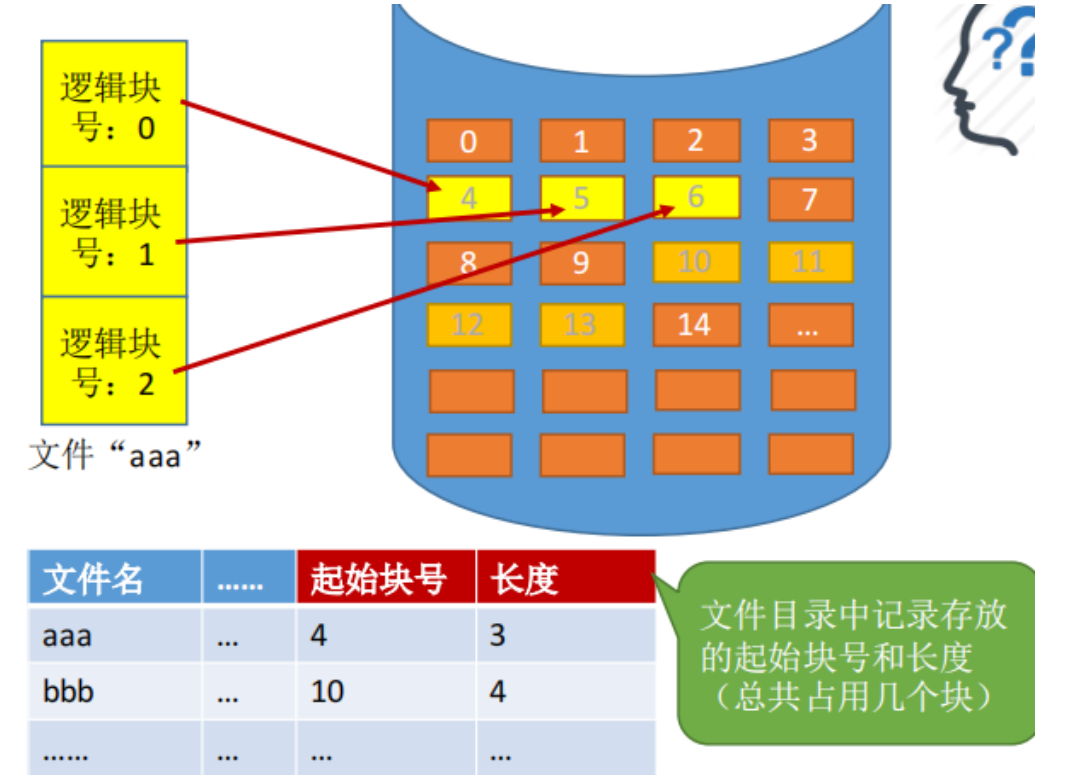 逻辑块
号：0
逻辑块
号：1
逻辑块
号：2
文件“aaa”
??
0 1 2 3
4 5 6 7
8 9 10 11
12 13 14 ...
文件名 …… 起始块号 长度
aaa ... 4 3
bbb ... 10 4
…… ... ... ...
文件目录中记录存放
的起始块号和长度
（总共占用几个块）